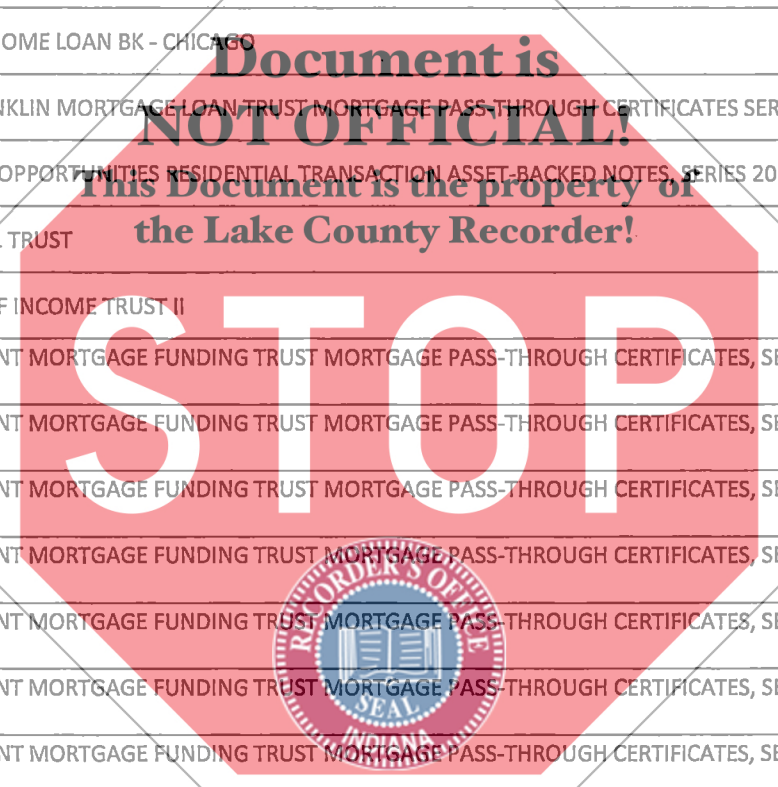 OME LOAN BK - CHICAGO
Document is
NKLIN MORTGAGE LOAN TRUST MORTGAGE PASS-THROUGH CERTIFICATES SER
NOT OFFICIAL!
OPPORTUNITIES RESIDENTIAL TRANSACTION ASSET-BACKED NOTES, SERIES 20
This Document is the property of
the Lake County Recorder!
TRUST
F INCOME TRUST II
STOP
NT MORTGAGE FUNDING TRUST MORTGAGE PASS-THROUGH CERTIFICATES, SE
NT MORTGAGE FUNDING TRUST MORTGAGE PASS-THROUGH CERTIFICATES, SE
NT MORTGAGE FUNDING TRUST MORTGAGE PASS-THROUGH CERTIFICATES, SE
NT MORTGAGE FUNDING TRUST MORTGAGE PASS-THROUGH CERTIFICATES, SE
RECORDER'S OFFICE
NT MORTGAGE FUNDING TRUST MORTGAGE PASS-THROUGH CERTIFICATES, SE
NT MORTGAGE FUNDING TRUST MORTGAGE PASS-THROUGH CERTIFICATES, SE
SEAL
INDIANA
NT MORTGAGE FUNDING TRUST MORTGAGE PASS-THROUGH CERTIFICATES, SE